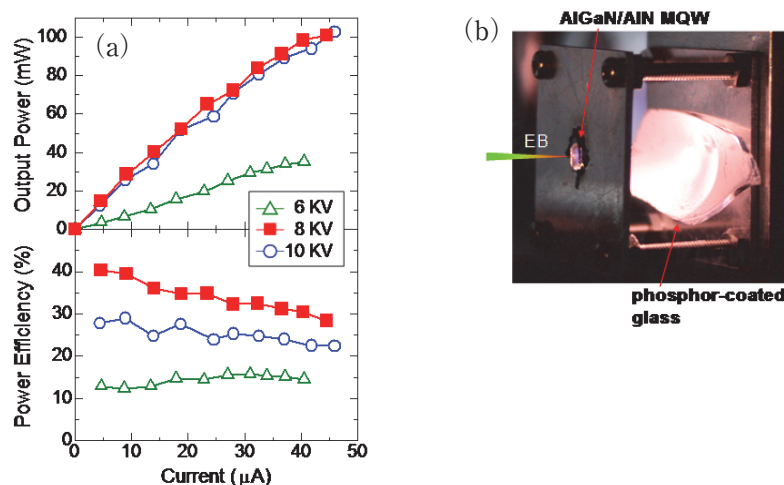 (a)
Output Power (mW)
100
80
60
40
20
0
6 KV
8 KV
10 KV
Power Efficiency (%)
40
30
20
10
0
0
10
20
30
40
50
Current (μA)
(b)
AlGaN/AlN MQW
EB
phosphor-coated
glass